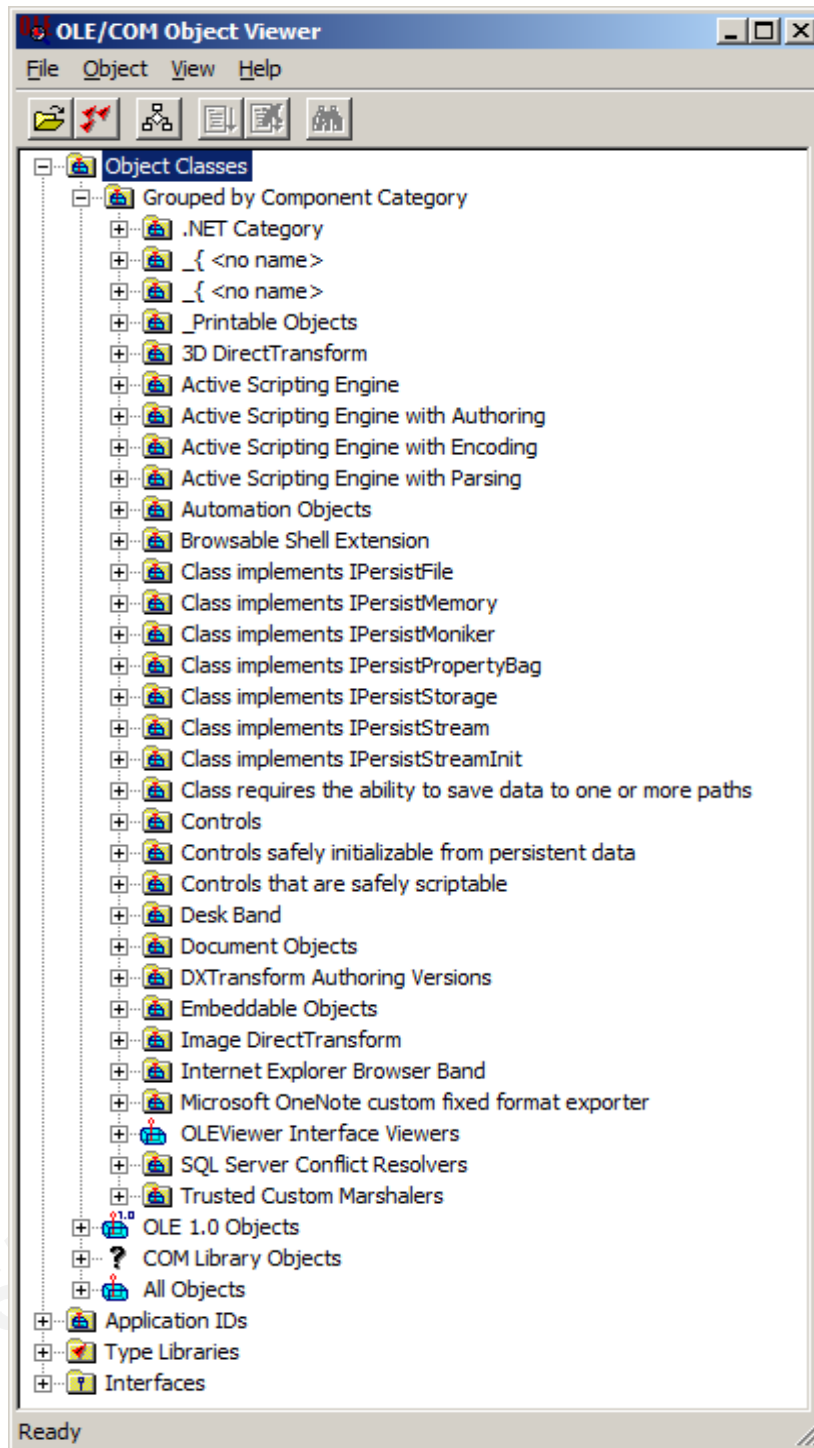 OLE/COM Object Viewer
File Object View Help
Object Classes
Grouped by Component Category
.NET Category
_{ <no name>
_{ <no name>
_Printable Objects
3D DirectTransform
Active Scripting Engine
Active Scripting Engine with Authoring
Active Scripting Engine with Encoding
Active Scripting Engine with Parsing
Automation Objects
Browsable Shell Extension
Class implements IPersistFile
Class implements IPersistMemory
Class implements IPersistMoniker
Class implements IPersistPropertyBag
Class implements IPersistStorage
Class implements IPersistStream
Class implements IPersistStreamInit
Class requires the ability to save data to one or more paths
Controls
Controls safely initializable from persistent data
Controls that are safely scriptable
Desk Band
Document Objects
DXTransform Authoring Versions
Embeddable Objects
Image DirectTransform
Internet Explorer Browser Band
Microsoft OneNote custom fixed format exporter
OLEViewer Interface Viewers
SQL Server Conflict Resolvers
Trusted Custom Marshalers
1.0 OLE 1.0 Objects
? COM Library Objects
All Objects
Application IDs
Type Libraries
Interfaces
Ready